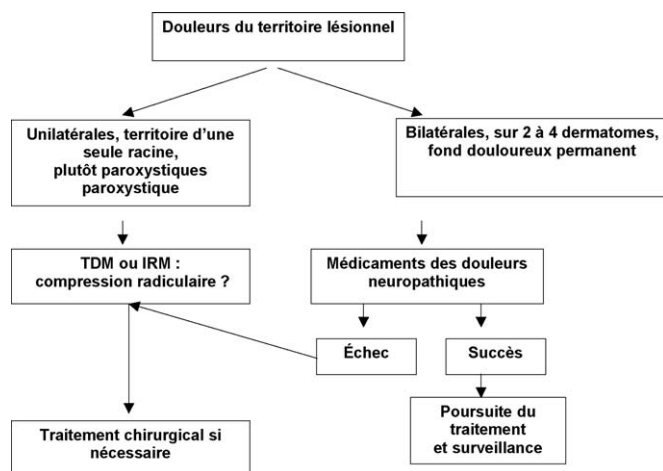 Douleurs du territoire lésionnel
Unilatérales, territoire d'une
seule racine,
plutôt paroxystiques
paroxystique
Bilatérales, sur 2 à 4 dermatomes,
fond douloureux permanent
TDM ou IRM :
compression radiculaire ?
Médicaments des douleurs
neuropathiques
Échec
Succès
Traitement chirurgical si
nécessaire
Poursuite du
traitement
et surveillance